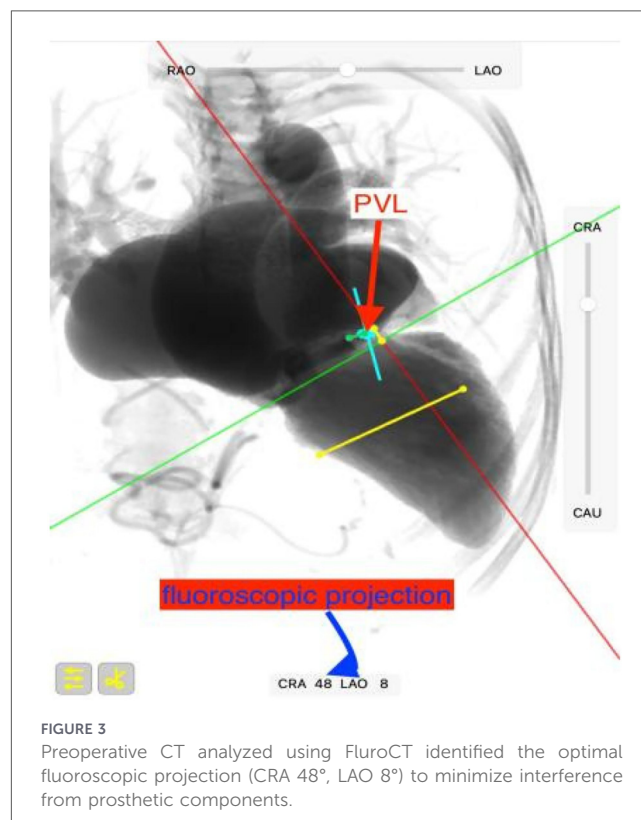 RAO LAO
PVL
CRA
CAU
fluoroscopic projection
CRA 48 LAO 8
FIGURE 3
Preoperative CT analyzed using FluroCT identified the optimal
fluoroscopic projection (CRA 48°, LAO 8°) to minimize interference
from prosthetic components.